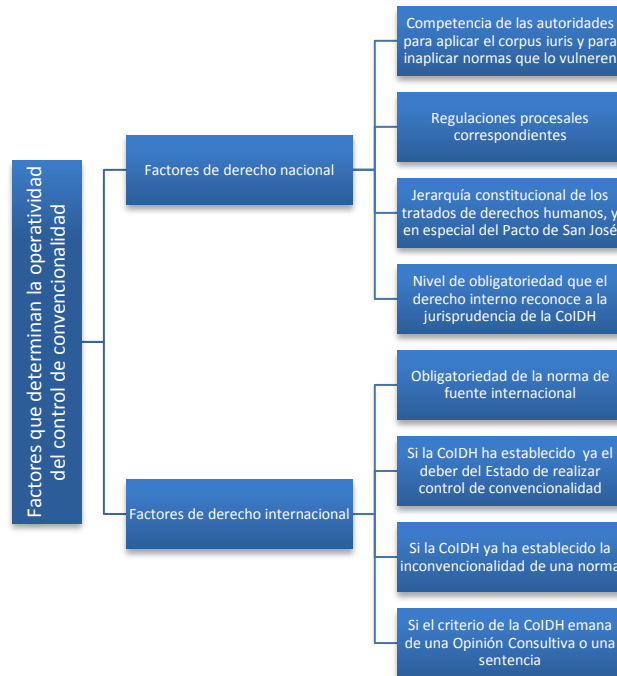 Factores que determinan la operatividad
del control de convencionalidad
Factores de derecho nacional
Competencia de las autoridades
para aplicar el corpus iuris y para
inaplicar normas que lo vulneren
Regulaciones procesales
correspondientes
Jerarquía constitucional de los
tratados de derechos humanos, y
en especial del Pacto de San José
Nivel de obligatoriedad que el
derecho interno reconoce a la
jurisprudencia de la CoIDH
Factores de derecho internacional
Obligatoriedad de la norma de
fuente internacional
Si la CoIDH ha establecido ya el
deber del Estado de realizar
control de convencionalidad
Si la CoIDH ya ha establecido la
inconvencionalidad de una norma
Si el criterio de la CoIDH emana
de una Opinión Consultiva o una
sentencia